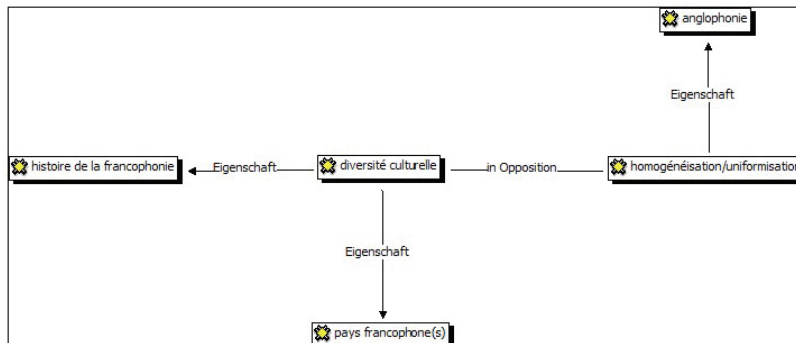 anglophonie
Eigenschaft
histoire de la francophonie
Eigenschaft
diversité culturelle
in Opposition
homogénéisation/uniformisation
Eigenschaft
pays francophone(s)